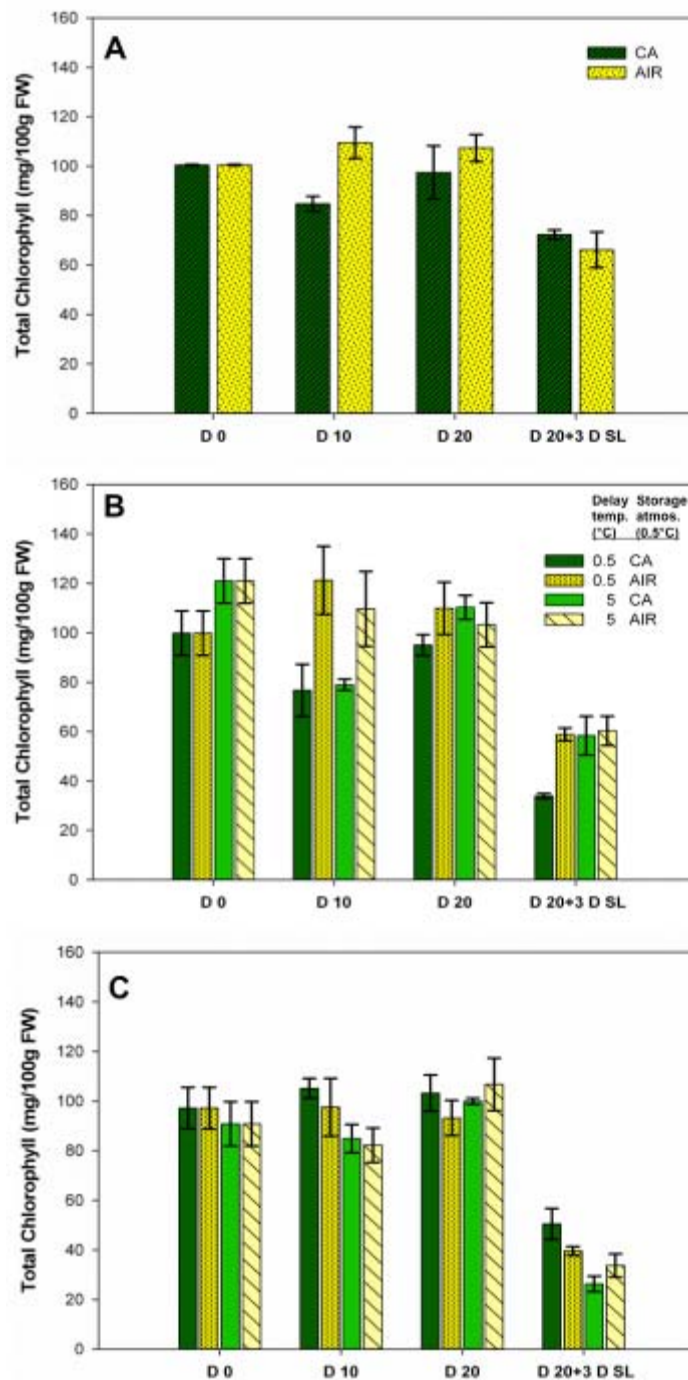 A
CA
AIR
Total Chlorophyll (mg/100g FW)
160
140
120
100
80
60
40
20
0
D 0 D 10 D 20 D 20+3 D SL
B
Delay Storage
temp. atmos.
(°C) (0.5°C)
0.5 CA
0.5 AIR
5 CA
5 AIR
Total Chlorophyll (mg/100g FW)
160
140
120
100
80
60
40
20
0
D 0 D 10 D 20 D 20+3 D SL
C
Total Chlorophyll (mg/100g FW)
160
140
120
100
80
60
40
20
0
D 0 D 10 D 20 D 20+3 D SL